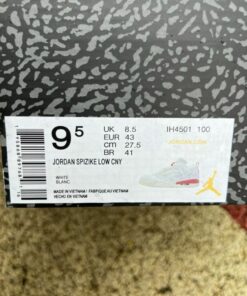 9 5
UK 8.5
EUR 43
cm 27.5
BR 41
IH4501 100
JORDAN SPIZIKE LOW CNY
WHITE
BLANC
MADE IN VIETNAM / FABRIQUÉ AU VIETNAM
HECHO EN VIETNAM